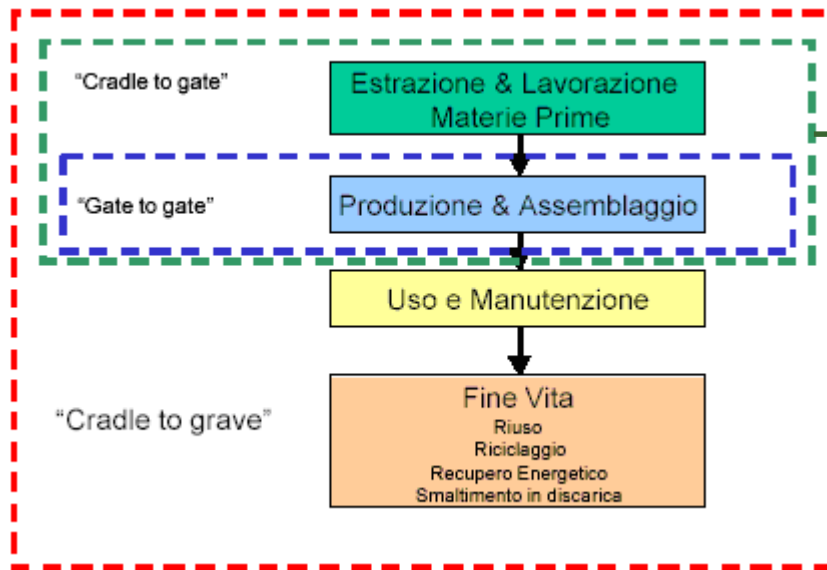 “Cradle to gate”
Estrazione & Lavorazione
Materie Prime
“Gate to gate”
Produzione & Assemblaggio
Uso e Manutenzione
“Cradle to grave”
Fine Vita
Riuso
Riciclaggio
Recupero Energetico
Smaltimento in discarica